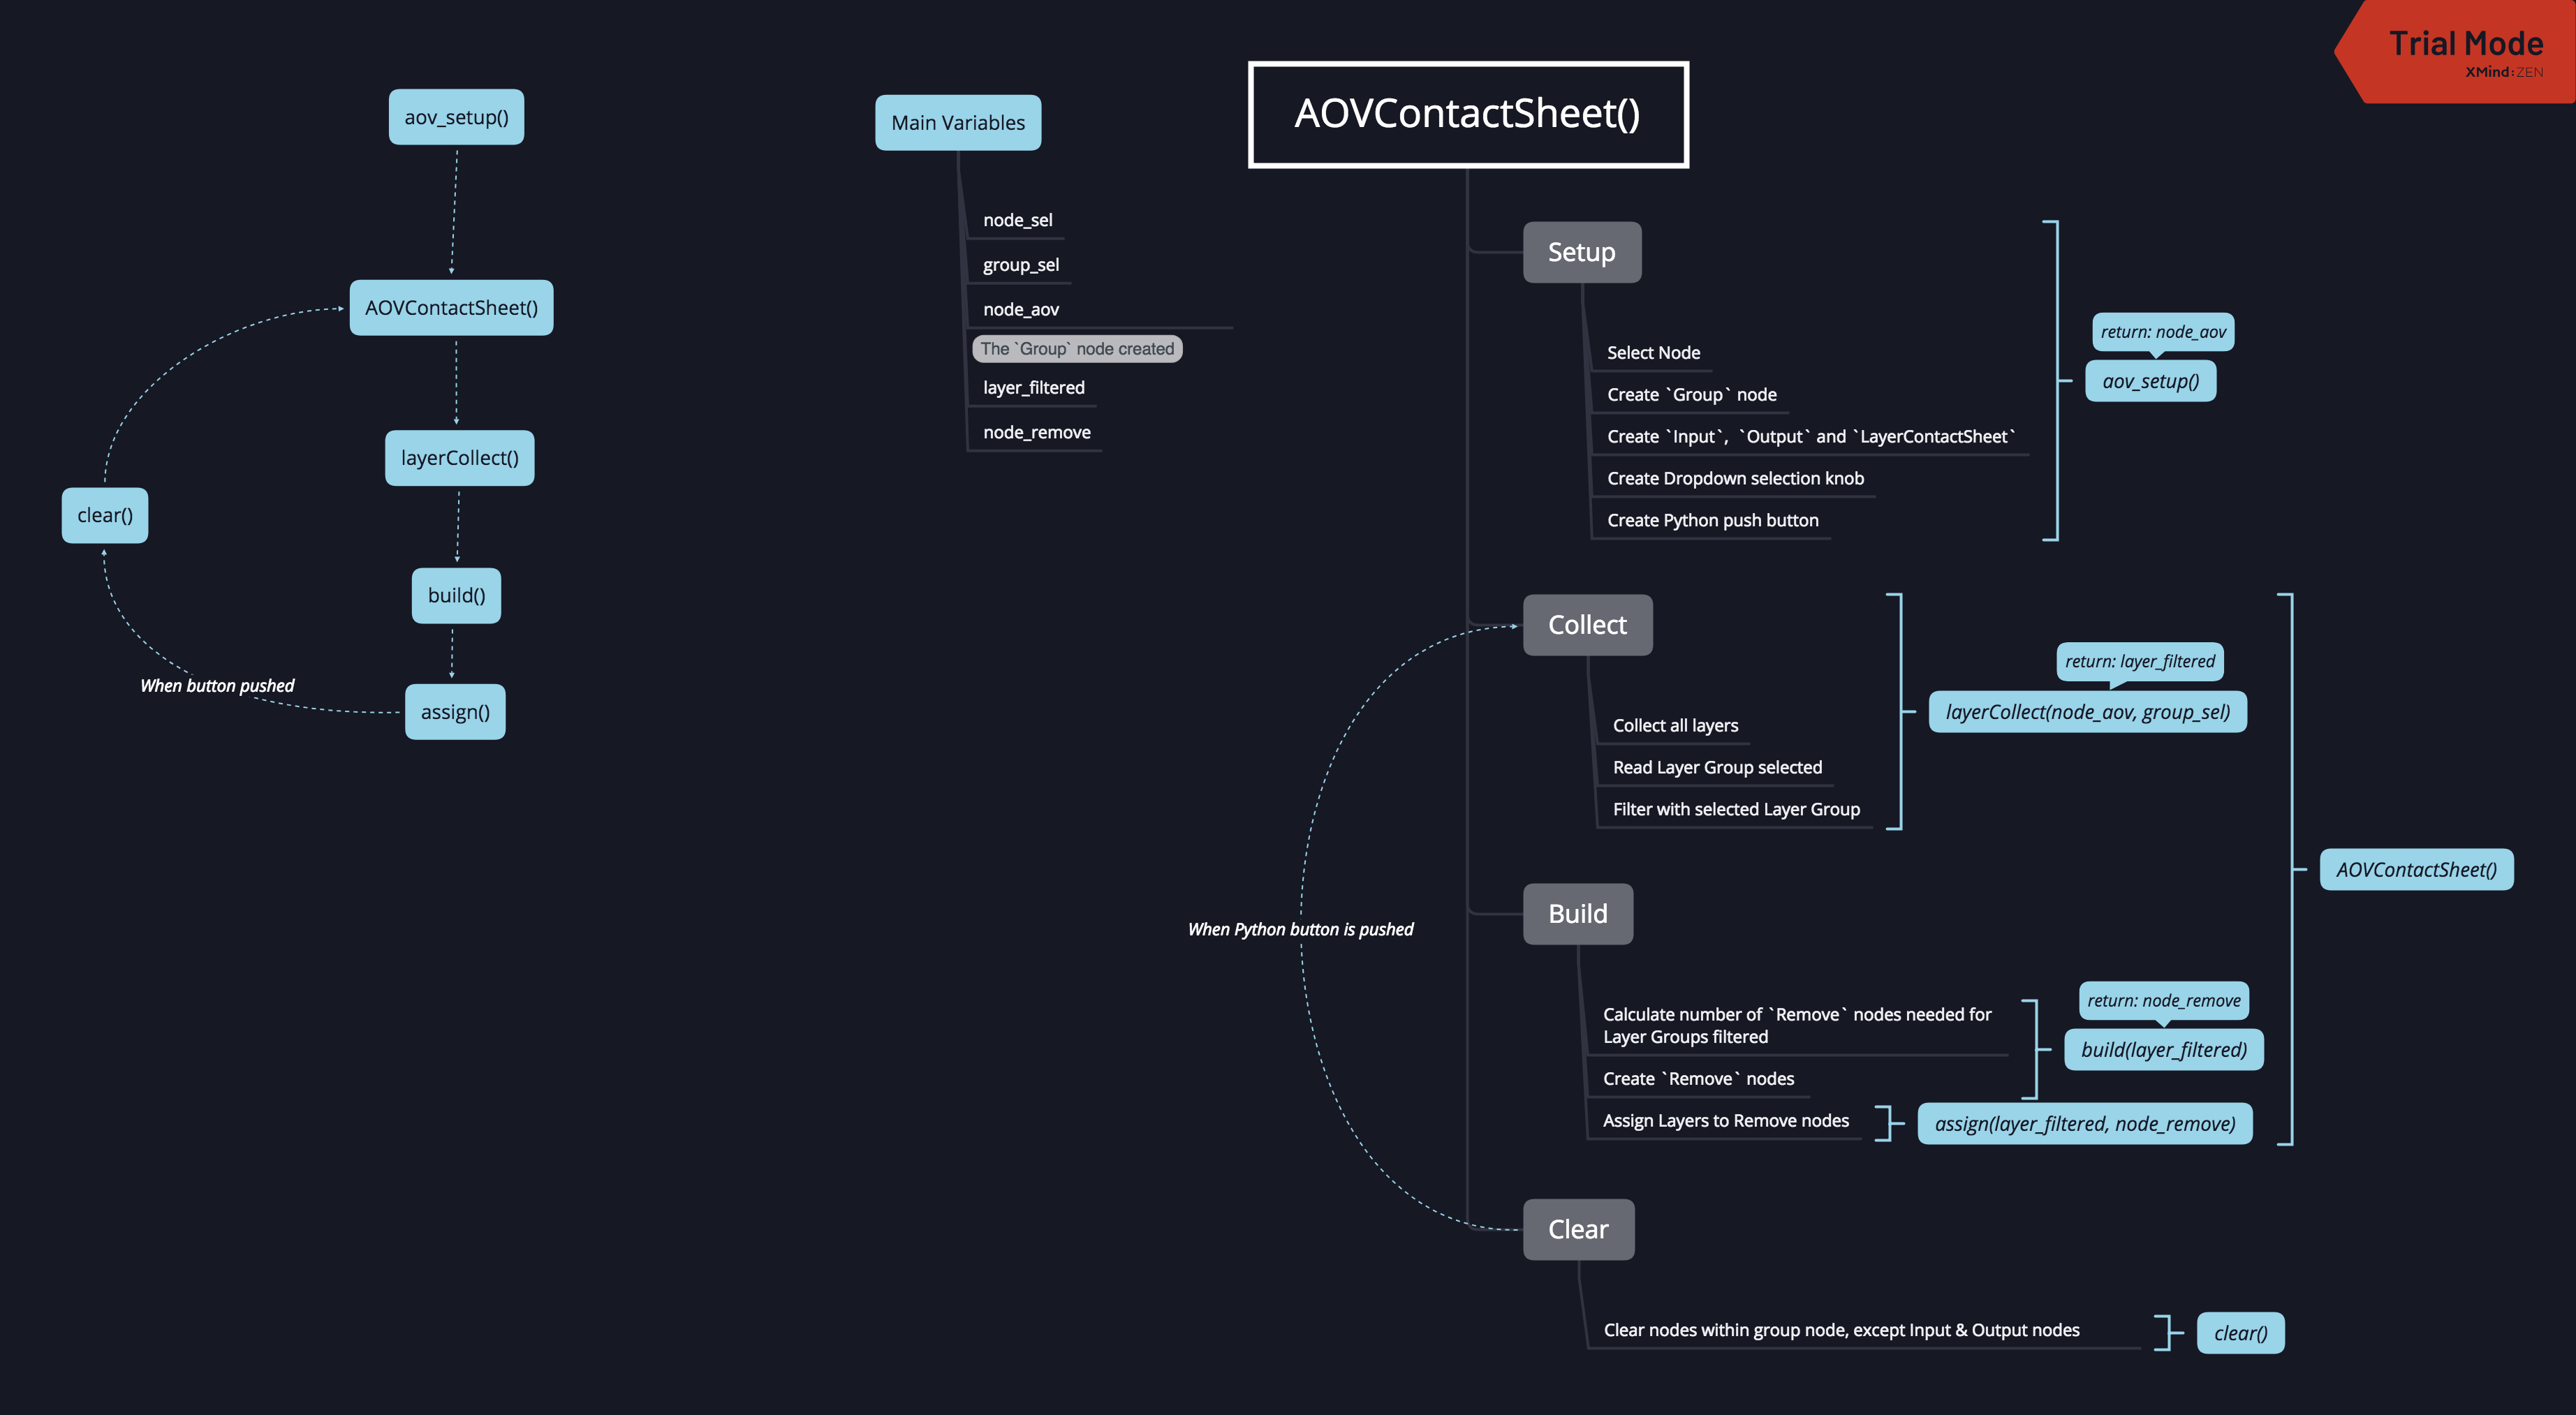 Trial Mode
XMind:ZEN
aov_setup()
AOVContactSheet()
layerCollect()
clear()
build()
When button pushed
assign()
Main Variables
node_sel
group_sel
node_aov
The `Group` node created
layer_filtered
node_remove
AOVContactSheet()
Setup
Select Node
Create `Group` node
Create `Input`, `Output` and `LayerContactSheet`
Create Dropdown selection knob
Create Python push button
return: node_aov
aov_setup()
Collect
Collect all layers
Read Layer Group selected
Filter with selected Layer Group
return: layer_filtered
layerCollect(node_aov, group_sel)
When Python button is pushed
Build
Calculate number of `Remove` nodes needed for
Layer Groups filtered
Create `Remove` nodes
Assign Layers to Remove nodes
return: node_remove
build(layer_filtered)
assign(layer_filtered, node_remove)
AOVContactSheet()
Clear
Clear nodes within group node, except Input & Output nodes
clear()